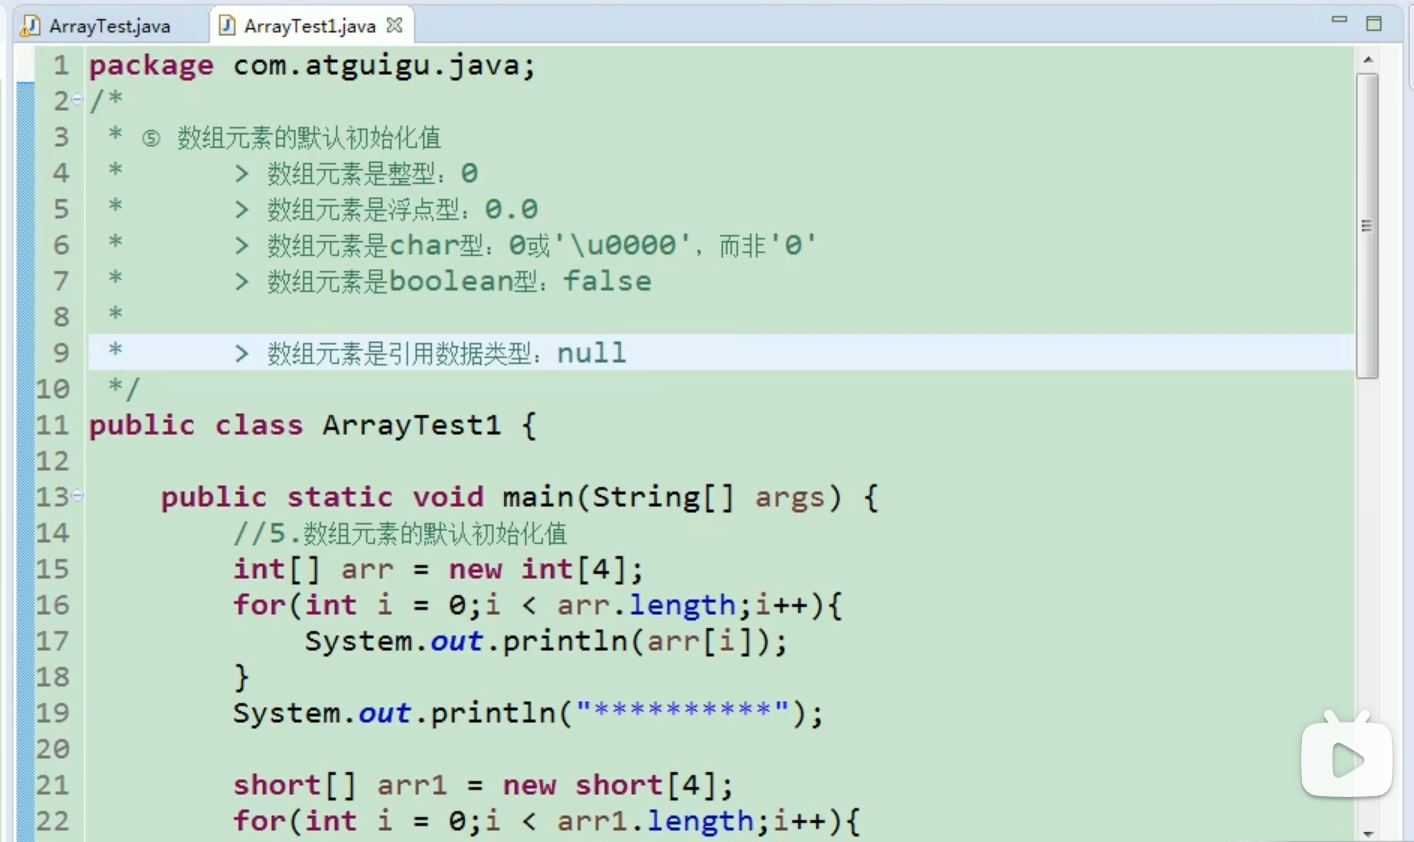 ArrayTest.java ArrayTest1.java
1 package com.atguigu.java;
2 /*
3 * ⑤ 数组元素的默认初始化值
4 * > 数组元素是整型：0
5 * > 数组元素是浮点型：0.0
6 * > 数组元素是char型：0或'\u0000'，而非'0'
7 * > 数组元素是boolean型：false
8 *
9 * > 数组元素是引用数据类型：null
10 */
11 public class ArrayTest1 {
12
13 public static void main(String[] args) {
14 //5.数组元素的默认初始化值
15 int[] arr = new int[4];
16 for(int i = 0;i < arr.length;i++){
17 System.out.println(arr[i]);
18 }
19 System.out.println("**********");
20
21 short[] arr1 = new short[4];
22 for(int i = 0;i < arr1.length;i++){